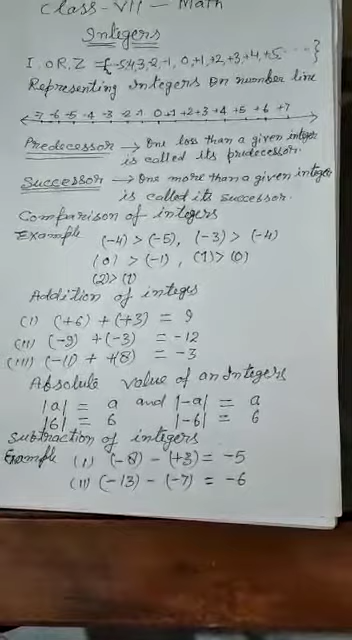 Class-VII - Math
Integers
I. OR, Z = {-5,4,3,-2,-1, 0, +1,+2,+3,+4,+5, ....}
Representing integers on number line
-7 -6 -5 -4 -3 -2 -1 0 +1 +2 +3 +4 +5 +6 +7
Predecessor → One less than a given integer
is called its predecessor.
Successor → One more than a given integer
is called its successor.
Comparison of integers
Example (-4) > (-5), (-3) > (-4)
(0) > (-1), (1) > (0)
(2) > (1)
Addition of integs
(I) (+6) + (+3) = 9
(II) (-9) + (-3) = -12
(III) (-11) + +(8) = -3
Absolute value of an Integers
|a| = a and |-a| = a
|6| = 6 |-6| = 6
Subtraction of integers
Example (I) (-8) - (+3) = -5
(II) (-13) - (-7) = -6